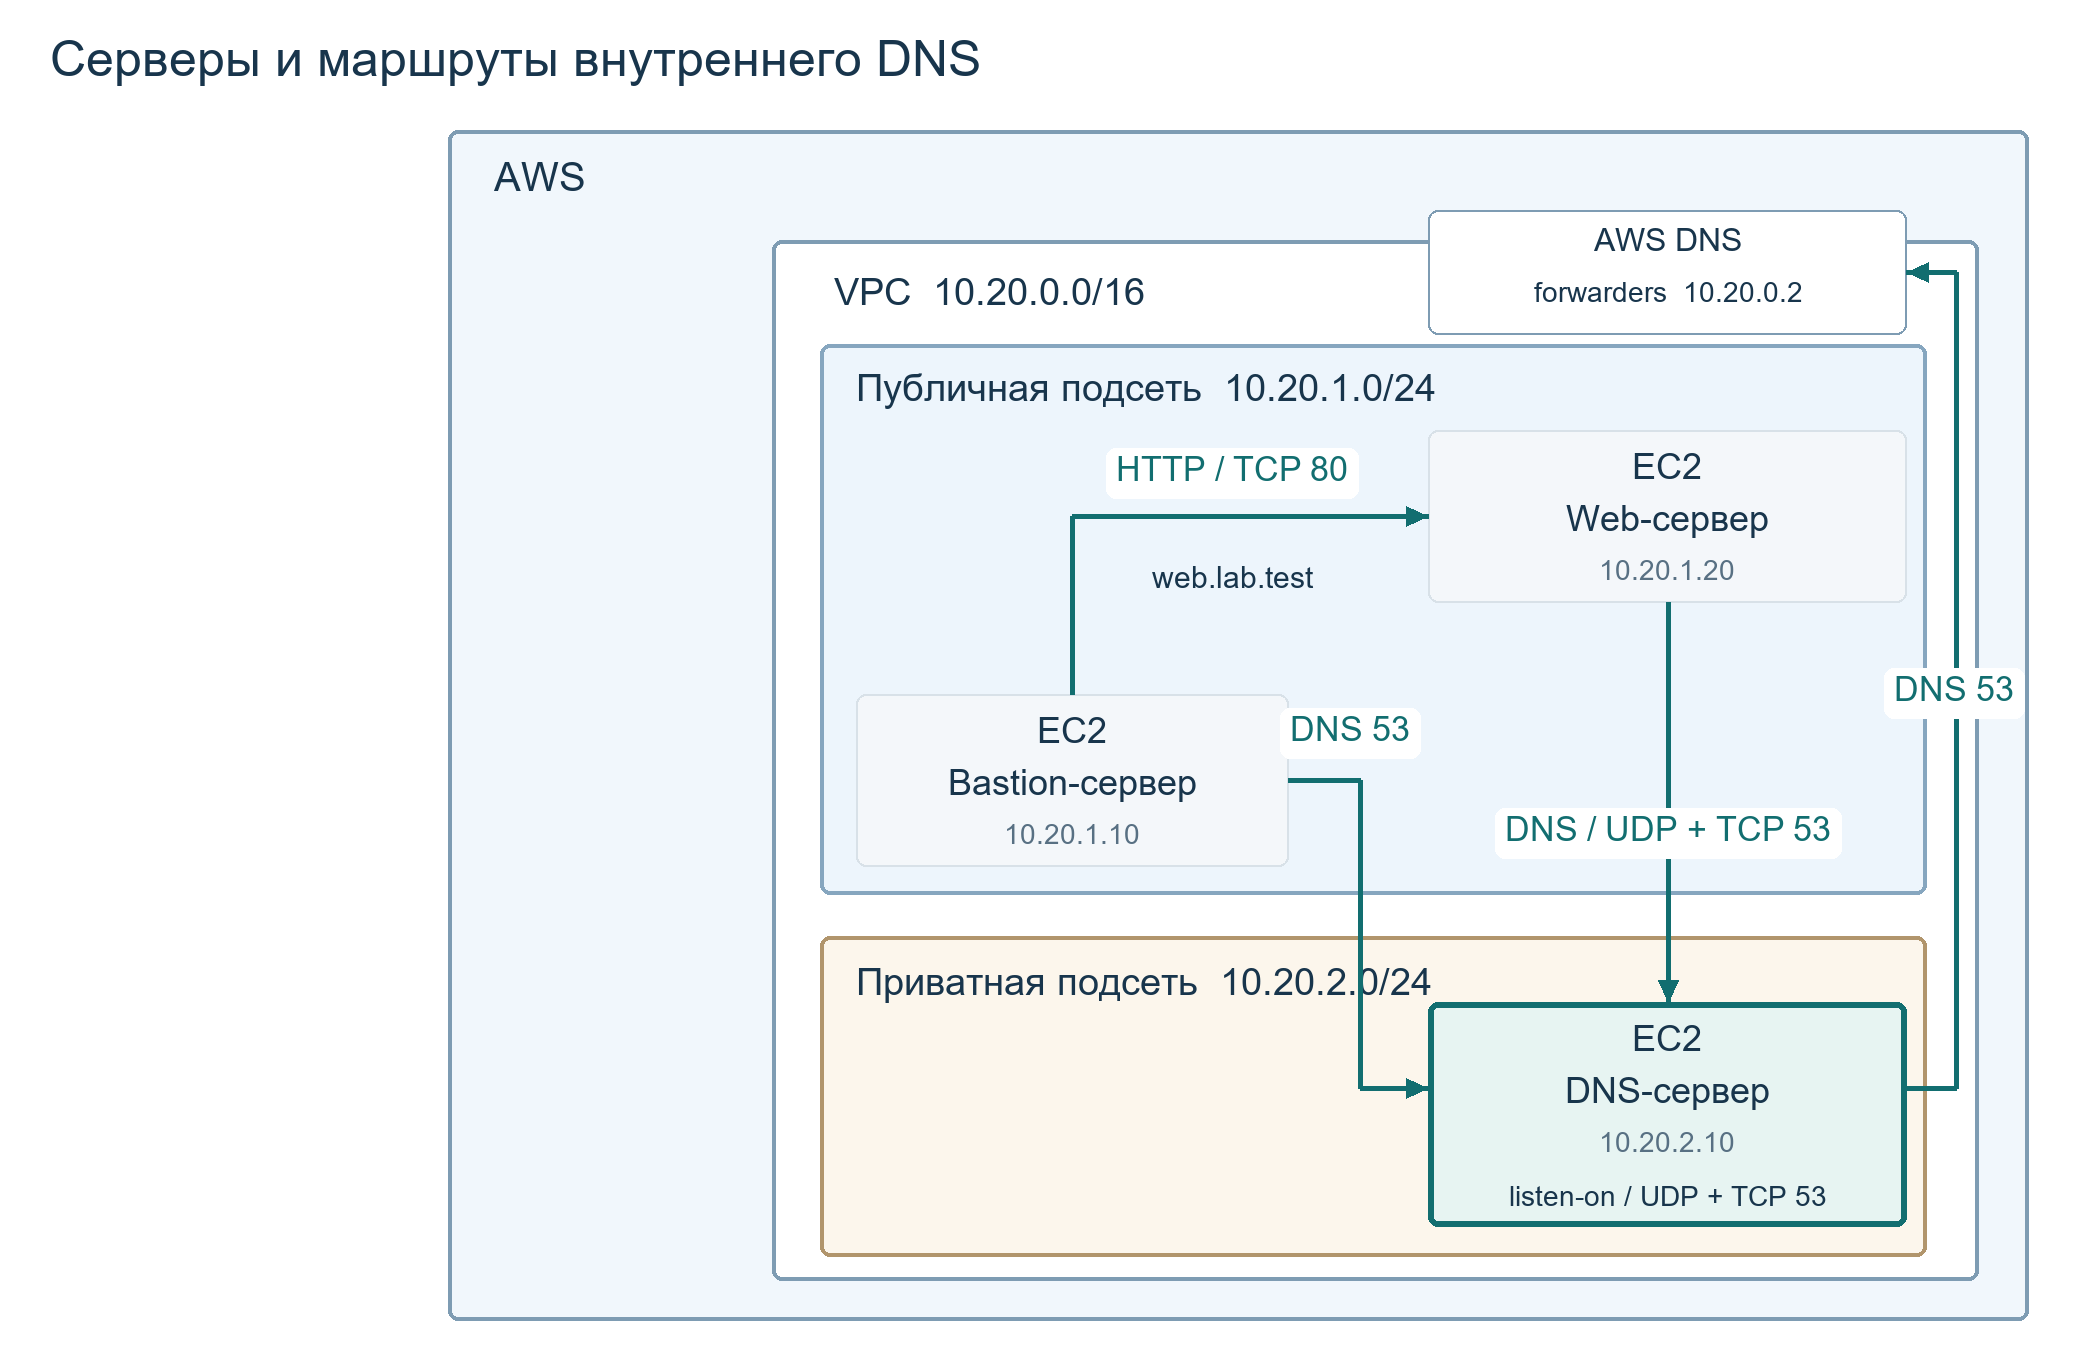 Серверы и маршруты внутреннего DNS
AWS
AWS DNS
forwarders 10.20.0.2
VPC 10.20.0.0/16
Публичная подсеть 10.20.1.0/24
HTTP / TCP 80
web.lab.test
EC2
Web-сервер
10.20.1.20
DNS 53
EC2
Bastion-сервер
10.20.1.10
DNS 53
DNS / UDP + TCP 53
Приватная подсеть 10.20.2.0/24
EC2
DNS-сервер
10.20.2.10
listen-on / UDP + TCP 53